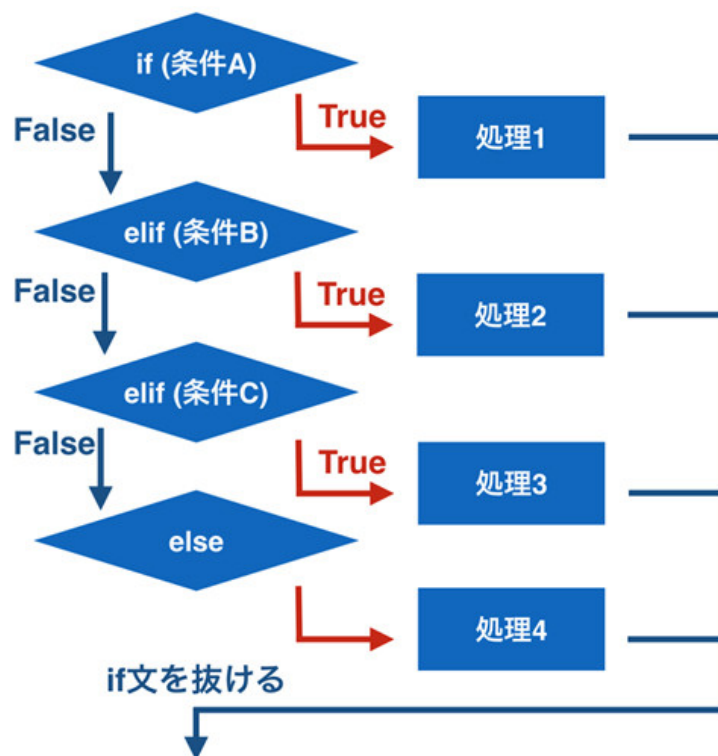 if (条件A)
True
False
処理1
elif (条件B)
False
True
処理2
elif (条件C)
False
True
処理3
else
処理4
if文を抜ける